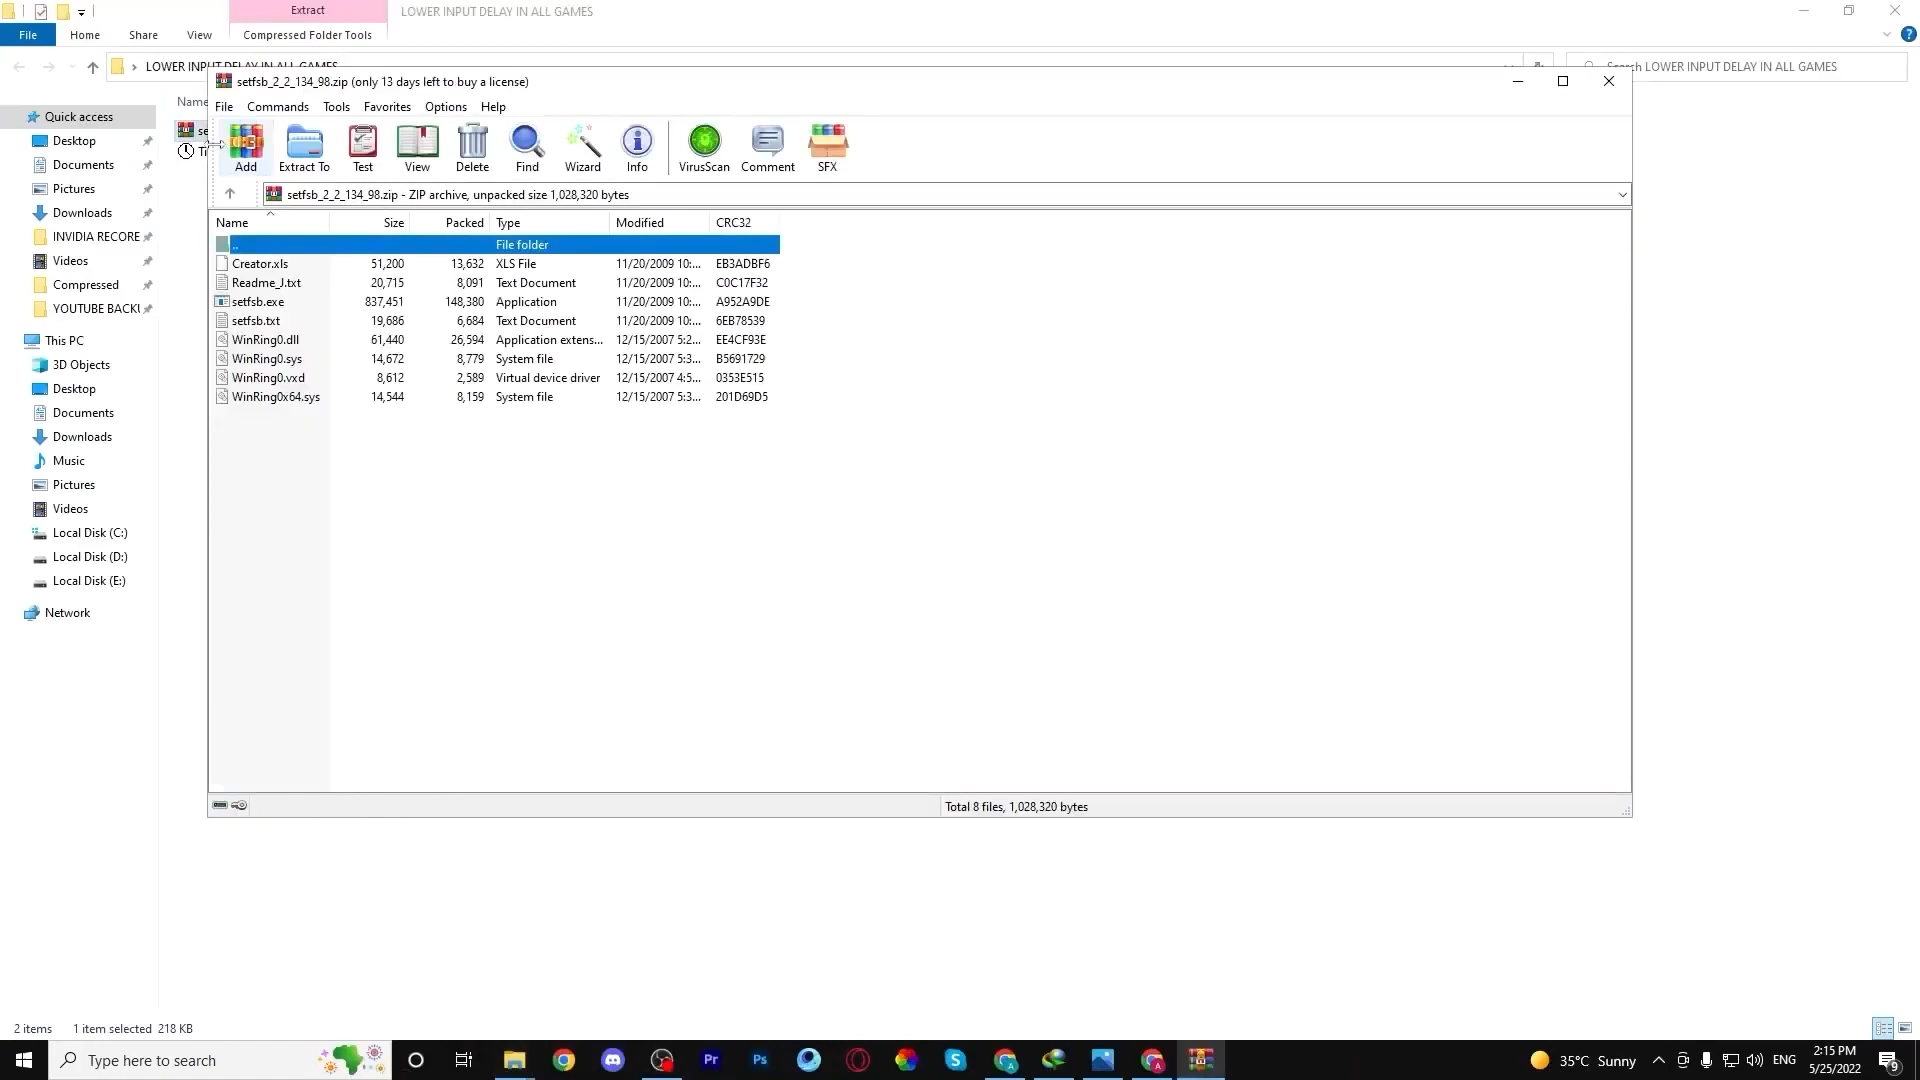 Extract
LOWER INPUT DELAY IN ALL GAMES
File
Home
Share
View
Compressed Folder Tools
LOWER INPUT DELAY IN ALL GAMES
Search LOWER INPUT DELAY IN ALL GAMES
Name
se
Ti
Quick access
Desktop
Documents
Pictures
Downloads
INVIDIA RECORE
Videos
Compressed
YOUTUBE BACKU
This PC
3D Objects
Desktop
Documents
Downloads
Music
Pictures
Videos
Local Disk (C:)
Local Disk (D:)
Local Disk (E:)
Network
setfsb_2_2_134_98.zip (only 13 days left to buy a license)
File Commands Tools Favorites Options Help
Add Extract To Test View Delete Find Wizard Info VirusScan Comment SFX
setfsb_2_2_134_98.zip - ZIP archive, unpacked size 1,028,320 bytes
Name Size Packed Type Modified CRC32
.. File folder
Creator.xls 51,200 13,632 XLS File 11/20/2009 10:... EB3ADBF6
Readme_J.txt 20,715 8,091 Text Document 11/20/2009 10:... C0C17F32
setfsb.exe 837,451 148,380 Application 11/20/2009 10:... A952A9DE
setfsb.txt 19,686 6,684 Text Document 11/20/2009 10:... 6EB78539
WinRing0.dll 61,440 26,594 Application extens... 12/15/2007 5:2... EE4CF93E
WinRing0.sys 14,672 8,779 System file 12/15/2007 5:3... B5691729
WinRing0.vxd 8,612 2,589 Virtual device driver 12/15/2007 4:5... 0353E515
WinRing0x64.sys 14,544 8,159 System file 12/15/2007 5:3... 201D69D5
Total 8 files, 1,028,320 bytes
2 items 1 item selected 218 KB
Type here to search
Pr
Ps
35°C Sunny
ENG
2:15 PM
5/25/2022
9